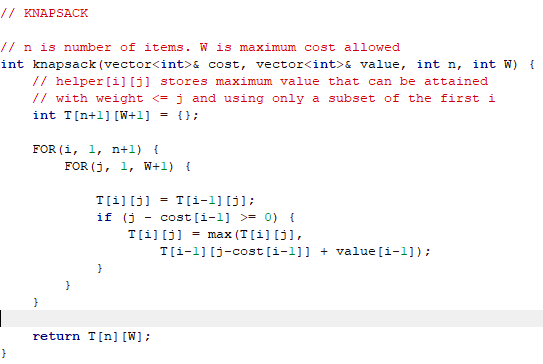 // KNAPSACK
// n is number of items. W is maximum cost allowed
int knapsack(vector<int>& cost, vector<int>& value, int n, int W) {
// helper[i][j] stores maximum value that can be attained
// with weight <= j and using only a subset of the first i
int T[n+1][W+1] = {};
FOR(i, 1, n+1) {
FOR(j, 1, W+1) {
T[i][j] = T[i-1][j];
if (j - cost[i-1] >= 0) {
T[i][j] = max(T[i][j],
T[i-1][j-cost[i-1]] + value[i-1]);
}
}
}
return T[n][W];
}